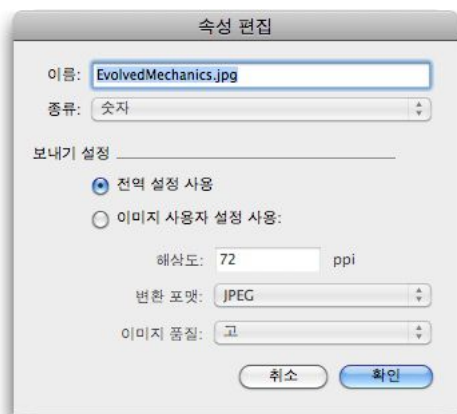 속성 편집
이름: EvolvedMechanics.jpg
종류: 숫자
보내기 설정
전역 설정 사용
이미지 사용자 설정 사용:
해상도: 72 ppi
변환 포맷: JPEG
이미지 품질: 고
취소 확인